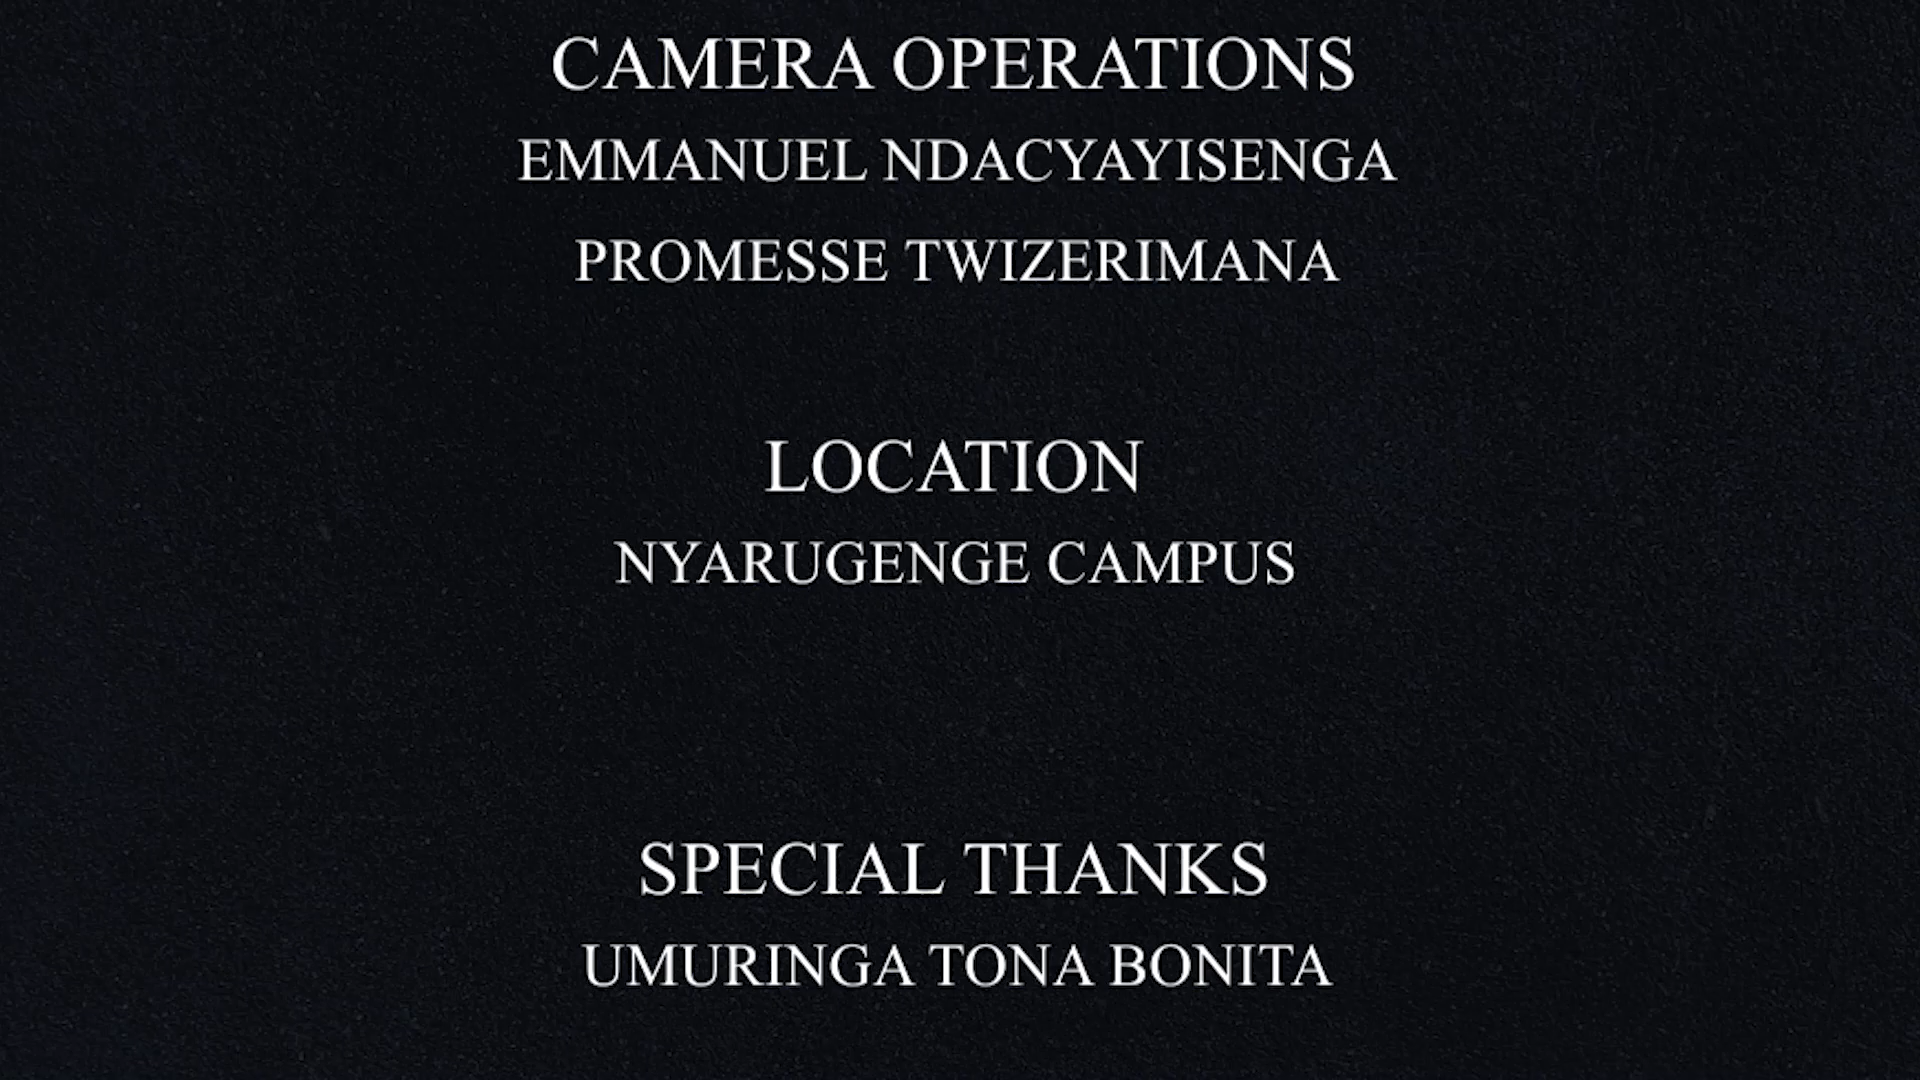 CAMERA OPERATIONS
EMMANUEL NDACYAYISENGA
PROMESSE TWIZERIMANA
LOCATION
NYARUGENGE CAMPUS
SPECIAL THANKS
UMURINGA TONA BONITA